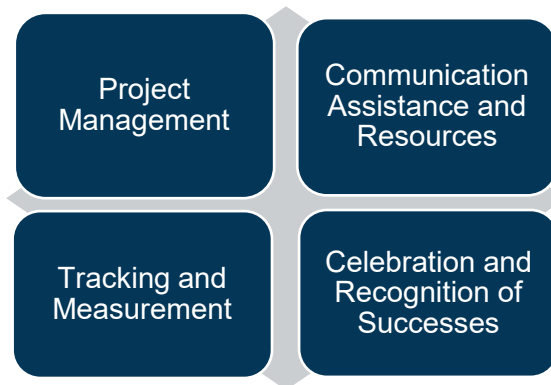 Project
Management
Communication
Assistance and
Resources
Tracking and
Measurement
Celebration and
Recognition of
Successes